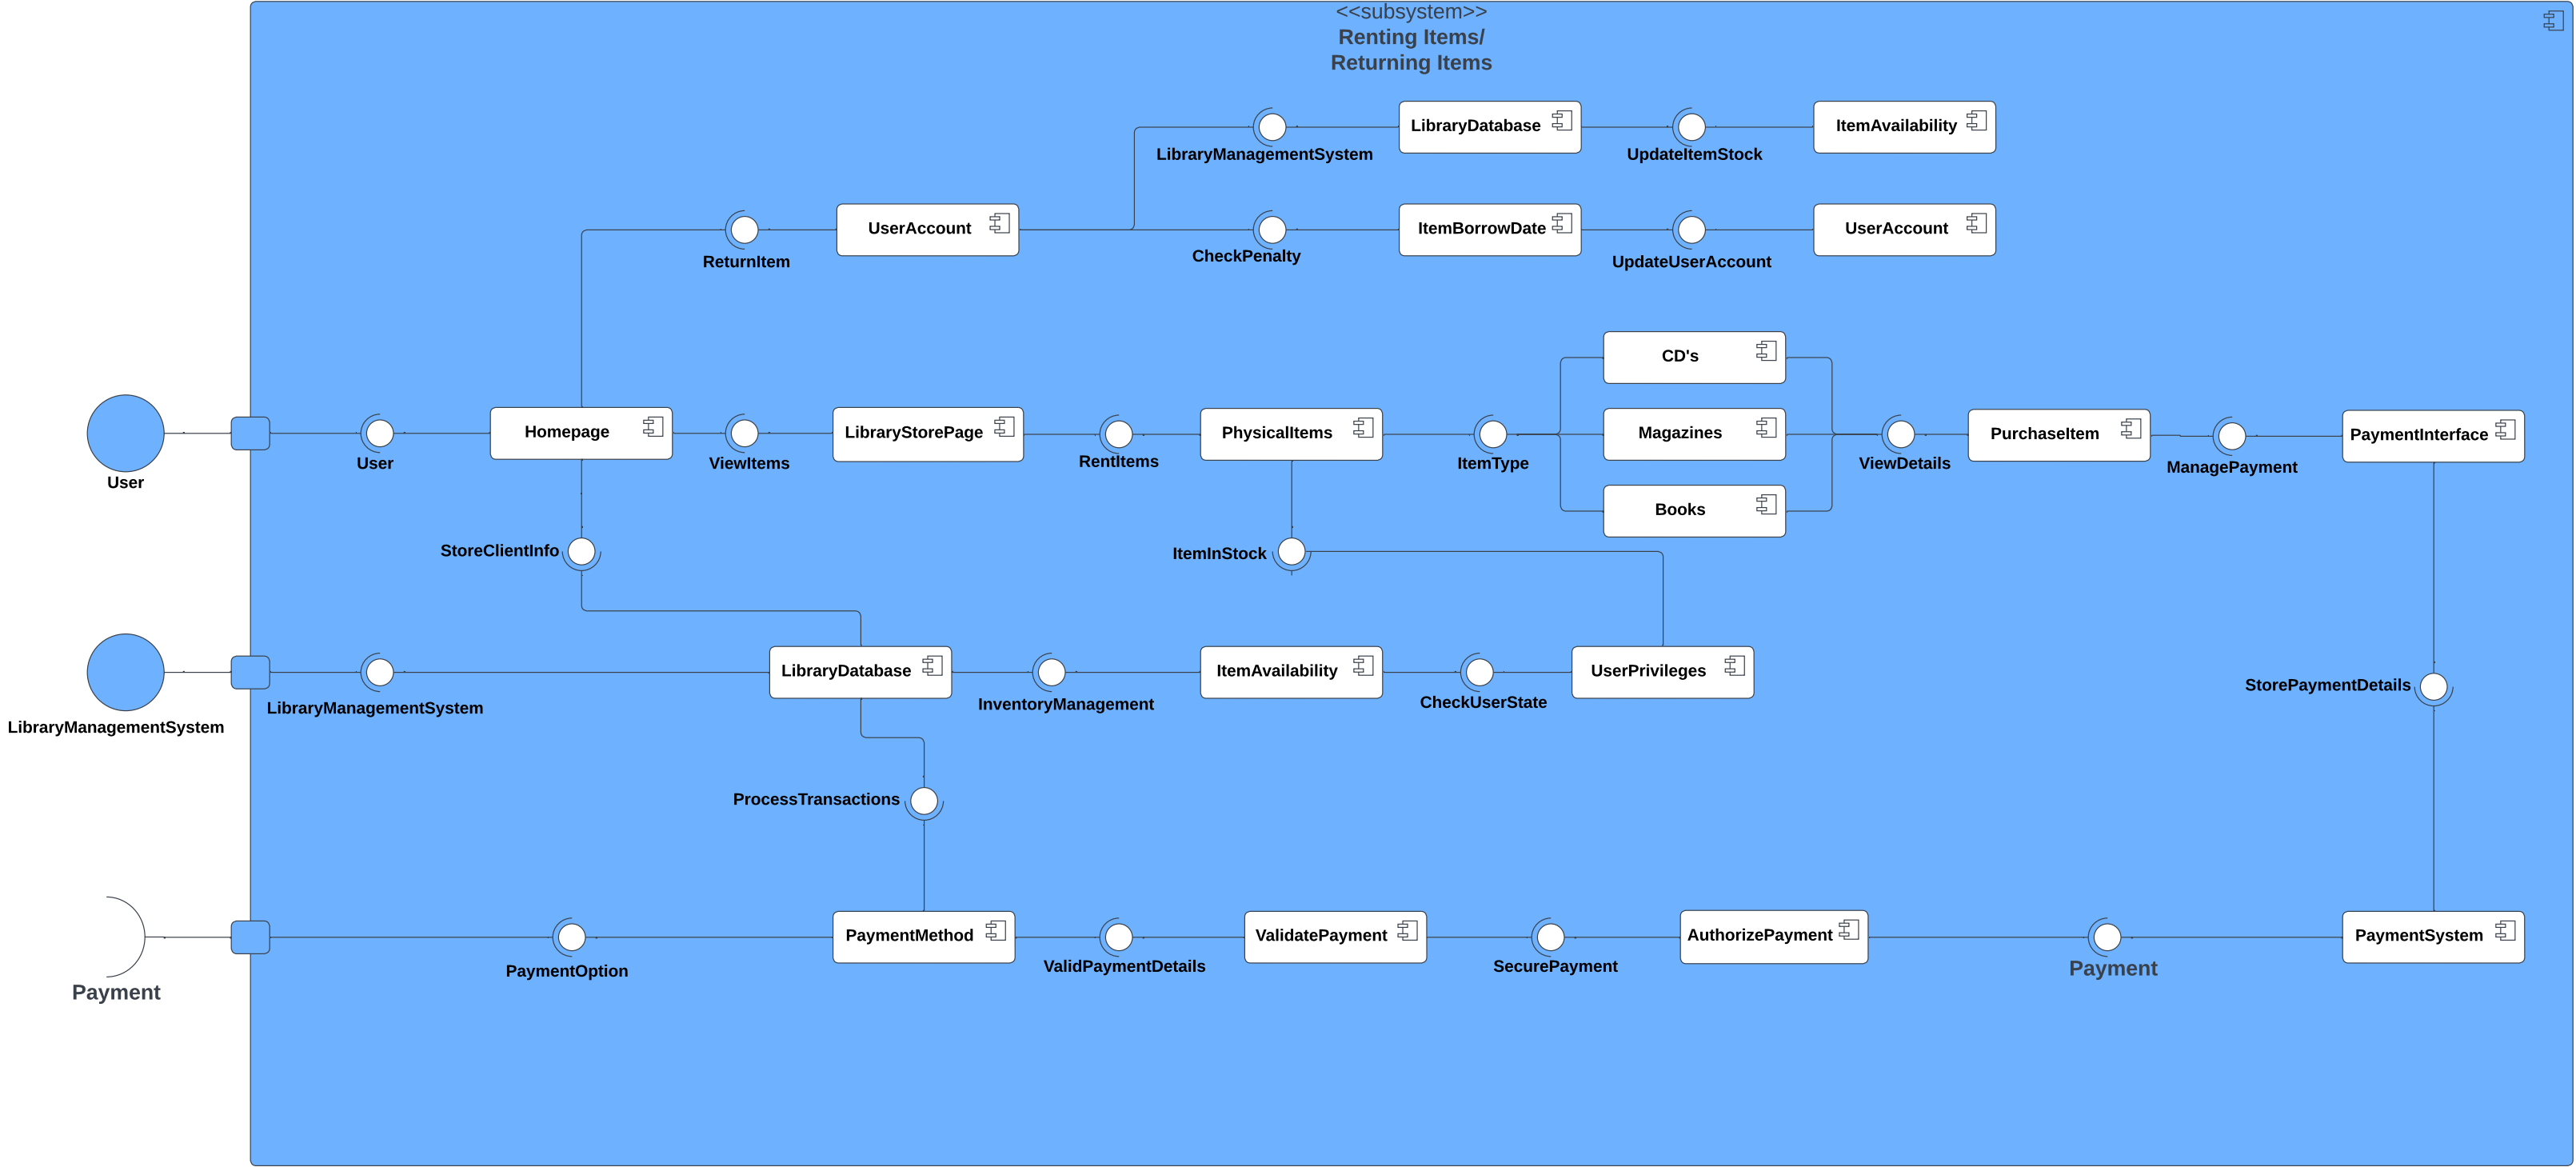 <<subsystem>>
Renting Items/
Returning Items
LibraryDatabase
ItemAvailability
LibraryManagementSystem
UpdateItemStock
UserAccount
ItemBorrowDate
UserAccount
ReturnItem
CheckPenalty
UpdateUserAccount
CD's
Homepage
LibraryStorePage
PhysicalItems
Magazines
PurchaseItem
PaymentInterface
User
ViewItems
RentItems
ItemType
ViewDetails
ManagePayment
User
Books
StoreClientInfo
ItemInStock
LibraryDatabase
ItemAvailability
UserPrivileges
StorePaymentDetails
LibraryManagementSystem
InventoryManagement
CheckUserState
LibraryManagementSystem
ProcessTransactions
PaymentMethod
ValidatePayment
AuthorizePayment
PaymentSystem
PaymentOption
ValidPaymentDetails
SecurePayment
Payment
Payment